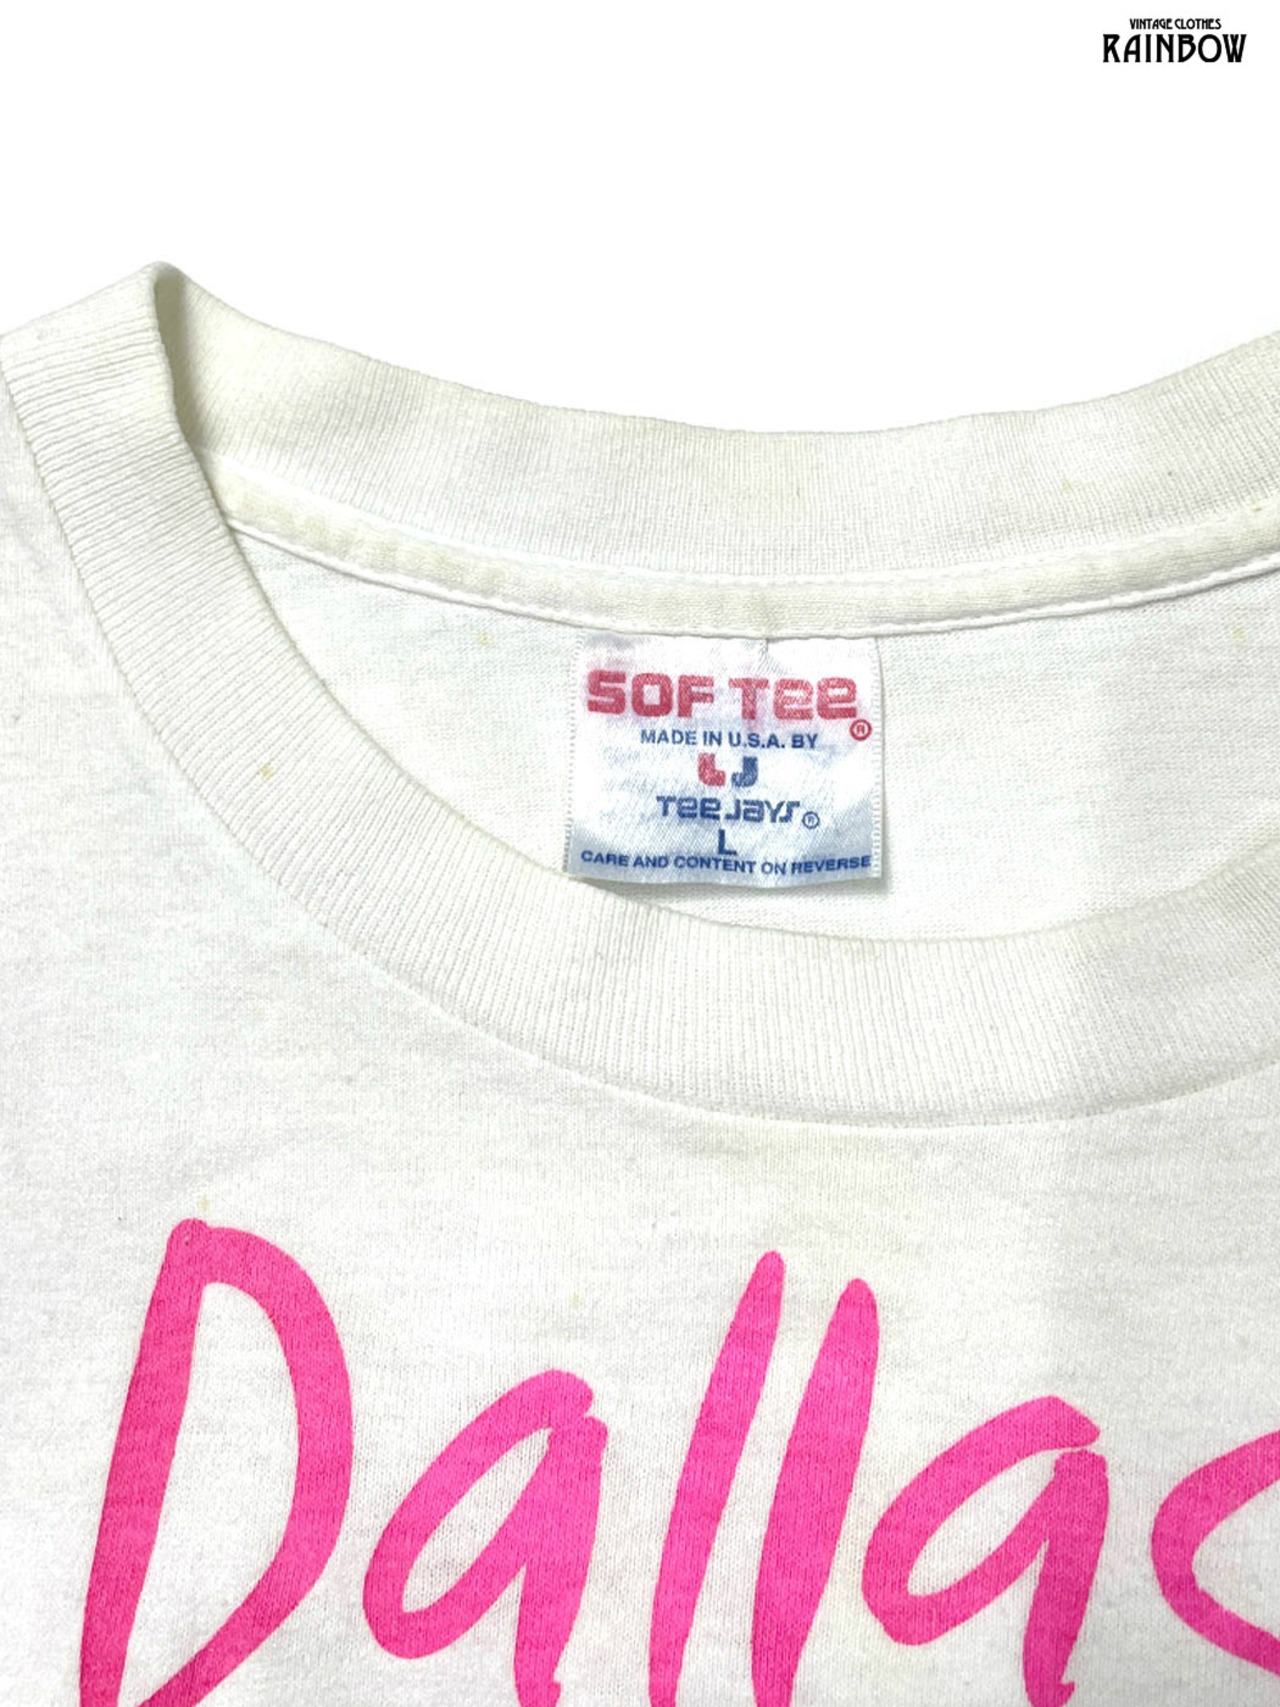 VINTAGE CLOTHES
RAINBOW
SOF TEE®
MADE IN U.S.A. BY
TJ
TEE JAYS®
L
CARE AND CONTENT ON REVERSE
Dallas